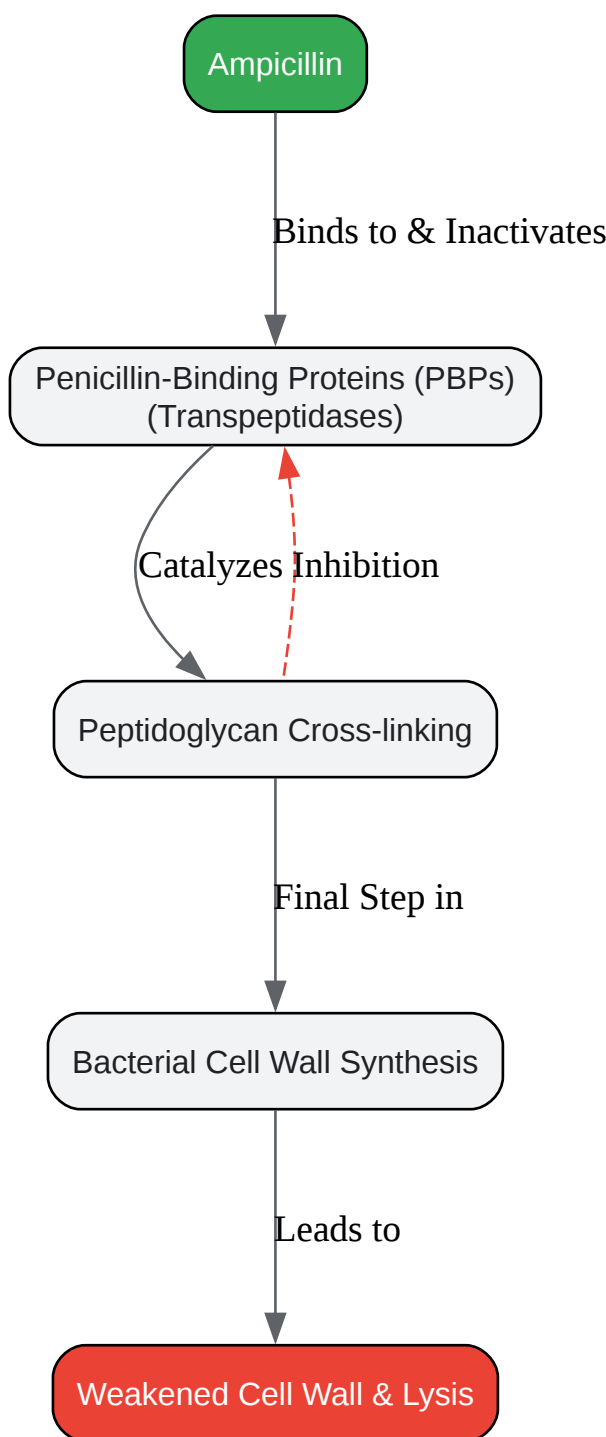 Ampicillin
Binds to & Inactivates
Penicillin-Binding Proteins (PBPs)
(Transpeptidases)
Catalyzes Inhibition
Peptidoglycan Cross-linking
Final Step in
Bacterial Cell Wall Synthesis
Leads to
Weakened Cell Wall & Lysis